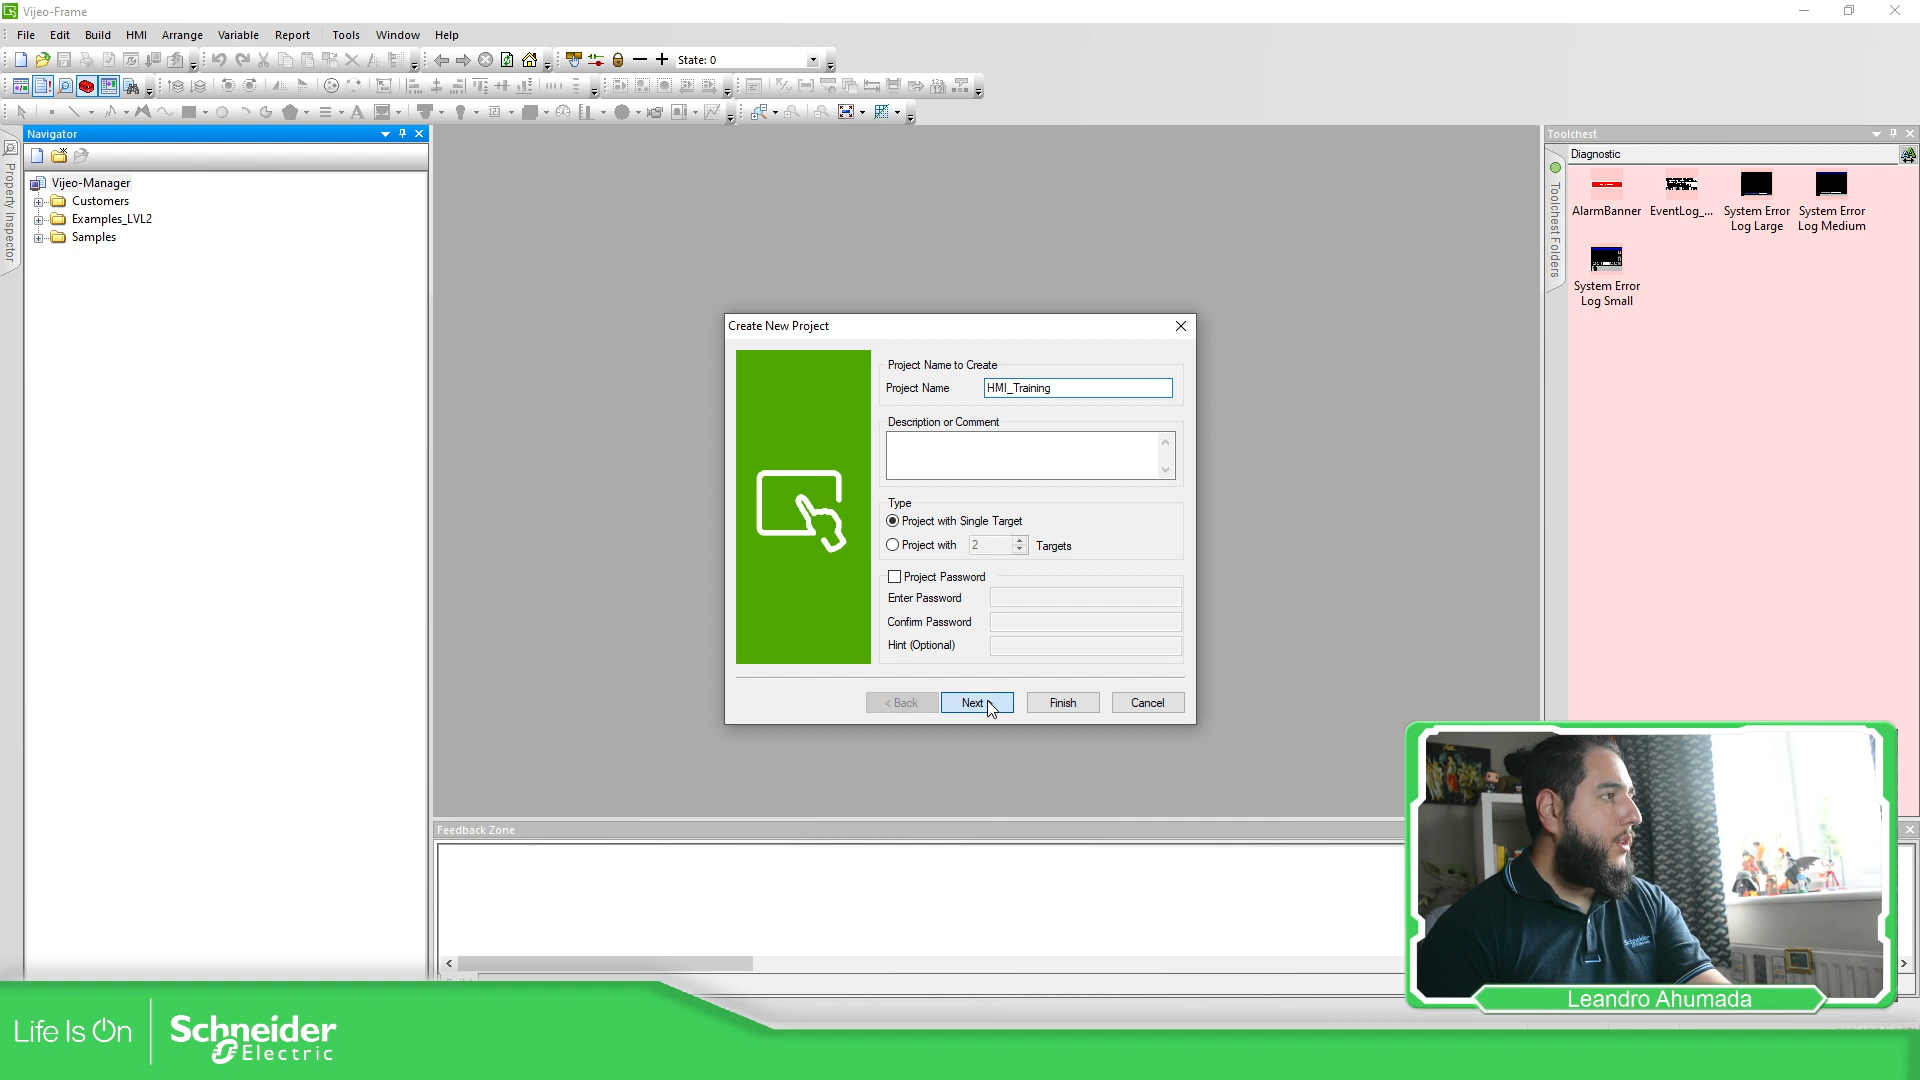 Vijeo-Frame
File Edit Build HMI Arrange Variable Report Tools Window Help
State: 0
Navigator
Vijeo-Manager
Customers
Examples_LVL2
Samples
Property Inspector
Toolchest
Diagnostic
Toolchest Folders
AlarmBanner EventLog_... System Error Log Large System Error Log Medium
System Error Log Small
Create New Project
Project Name to Create
Project Name HMI_Training
Description or Comment
Type
Project with Single Target
Project with 2 Targets
Project Password
Enter Password
Confirm Password
Hint (Optional)
< Back Next Finish Cancel
Feedback Zone
Schneider Electric
Leandro Ahumada
Life Is On
Schneider
Electric